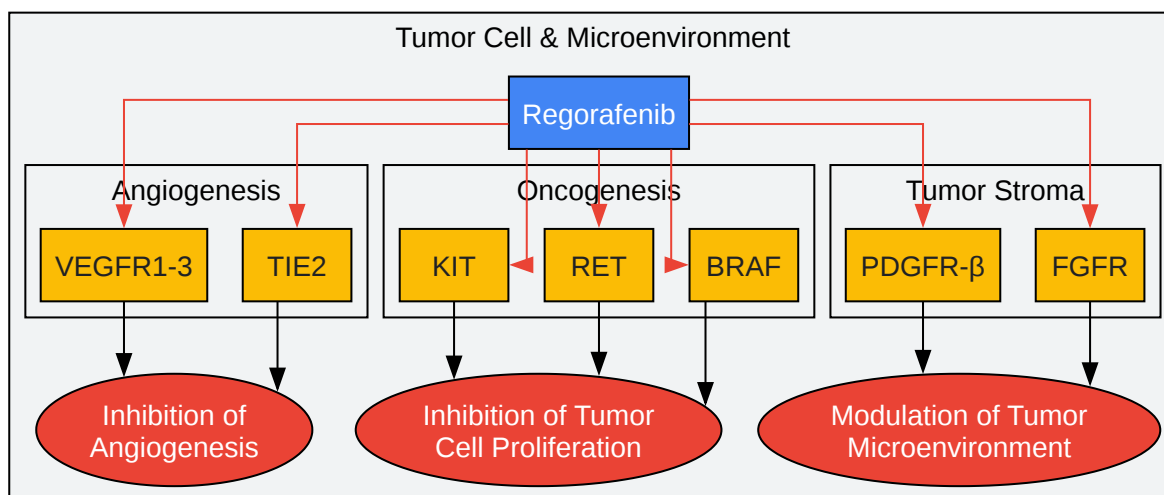 Tumor Cell & Microenvironment
Regorafenib
Angiogenesis
Oncogenesis
Tumor Stroma
VEGFR1-3
TIE2
KIT
RET
BRAF
PDGFR-β
FGFR
Inhibition of
Angiogenesis
Inhibition of Tumor
Cell Proliferation
Modulation of Tumor
Microenvironment